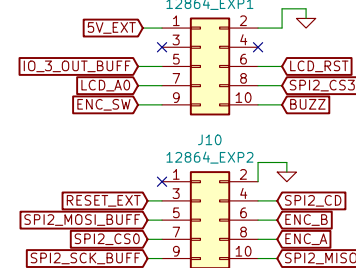 12864_EXP1
5V_EXT 1 2
3 4
IO_3_OUT_BUFF 5 6 LCD_RST
LCD_A0 7 8 SPI2_CS3
ENC_SW 9 10 BUZZ
J10
12864_EXP2
1 2
RESET_EXT 3 4 SPI2_CD
SPI2_MOSI_BUFF 5 6 ENC_B
SPI2_CS0 7 8 ENC_A
SPI2_SCK_BUFF 9 10 SPI2_MISO